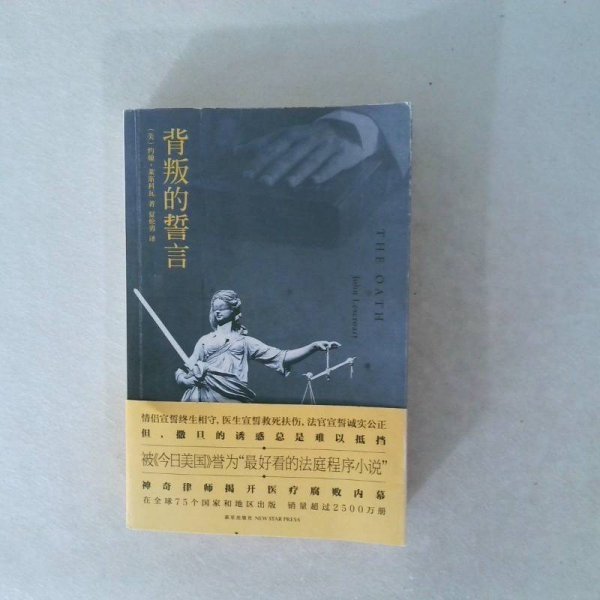 背叛的誓言
（美）约翰·莱斯科瓦 著 夏伦男 译
THE OATH
John Lescroart
情侣宣誓终生相守，医生宣誓救死扶伤，法官宣誓诚实公正
但，撒旦的诱惑总是难以抵挡
被《今日美国》誉为“最好看的法庭程序小说”
神奇律师揭开医疗腐败内幕
在全球75个国家和地区出版 销量超过2500万册
新星出版社 NEW STAR PRESS